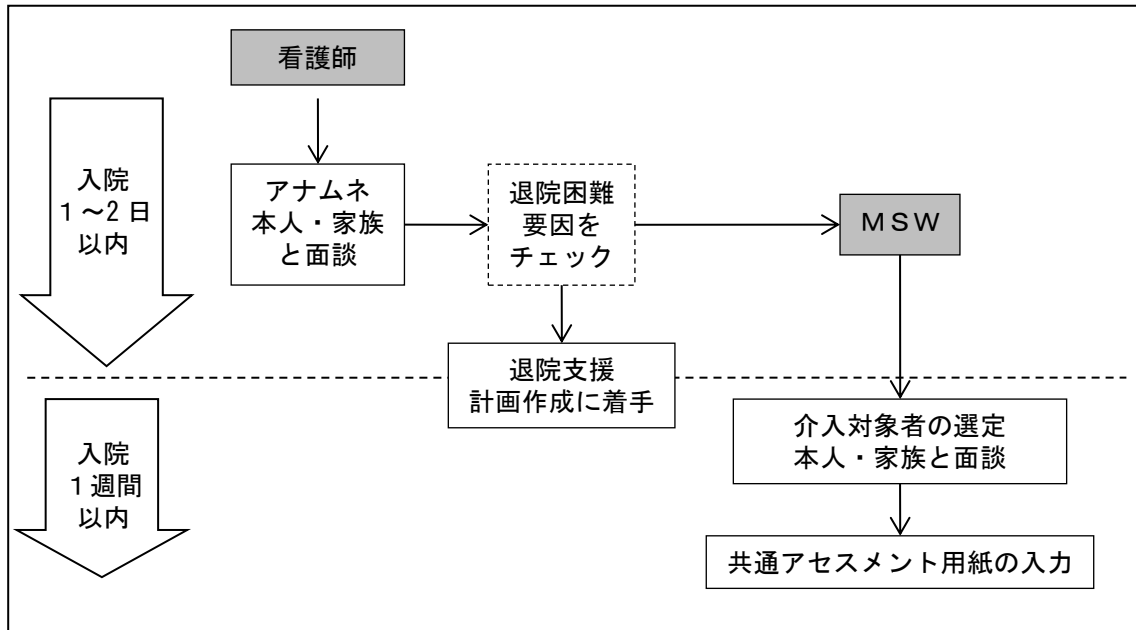 看護師
入院
1～2日
以内
アナムネ
本人・家族
と面談
退院困難
要因を
チェック
MSW
退院支援
計画作成に着手
入院
1週間
以内
介入対象者の選定
本人・家族と面談
共通アセスメント用紙の入力